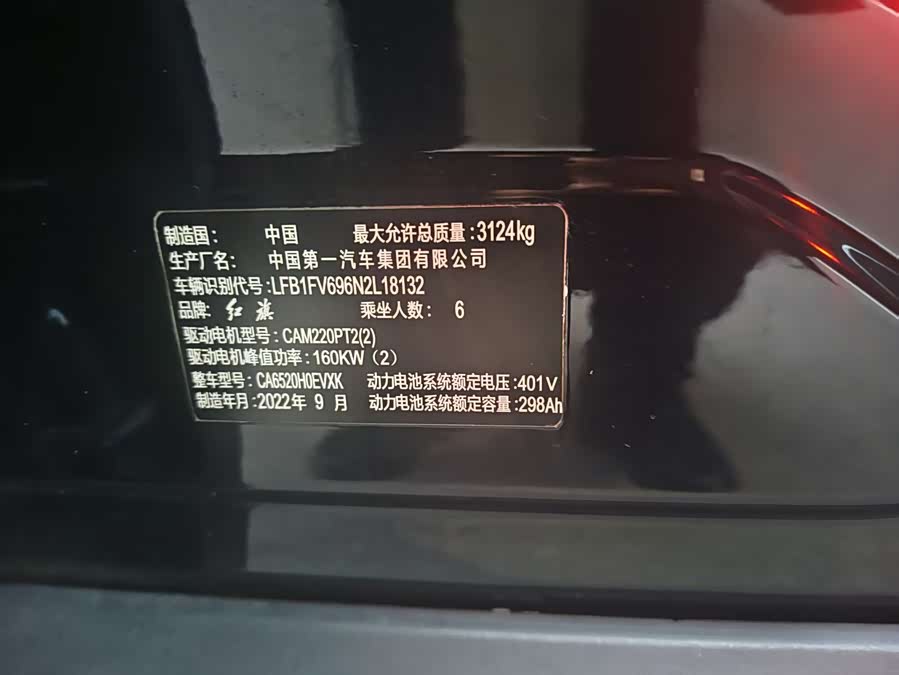 制造国： 中国 最大允许总质量:3124kg
生产厂名： 中国第一汽车集团有限公司
车辆识别代号:LFB1FV696N2L18132
品牌: 红旗 乘坐人数： 6
驱动电机型号:CAM220PT2(2)
驱动电机峰值功率:160KW（2）
整车型号:CA6520H0EVXK 动力电池系统额定电压:401V
制造年月:2022年 9 月 动力电池系统额定容量:298Ah